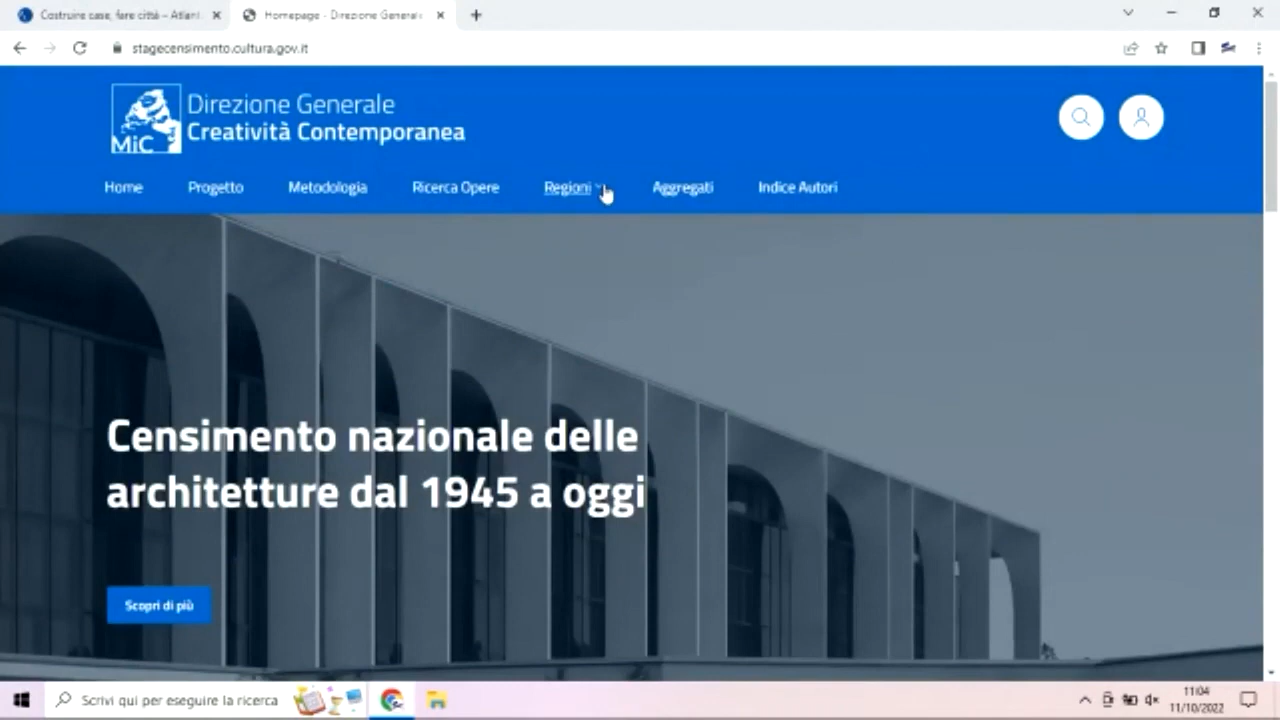 Costruire case, fare città – Atlant
Homepage - Direzione Generale
stagecensimento.cultura.gov.it
MiC
Direzione Generale
Creatività Contemporanea
Home Progetto Metodologia Ricerca Opere Regioni Aggregati Indice Autori
Censimento nazionale delle
architetture dal 1945 a oggi
Scopri di più
Scrivi qui per eseguire la ricerca
11:04
11/10/2022